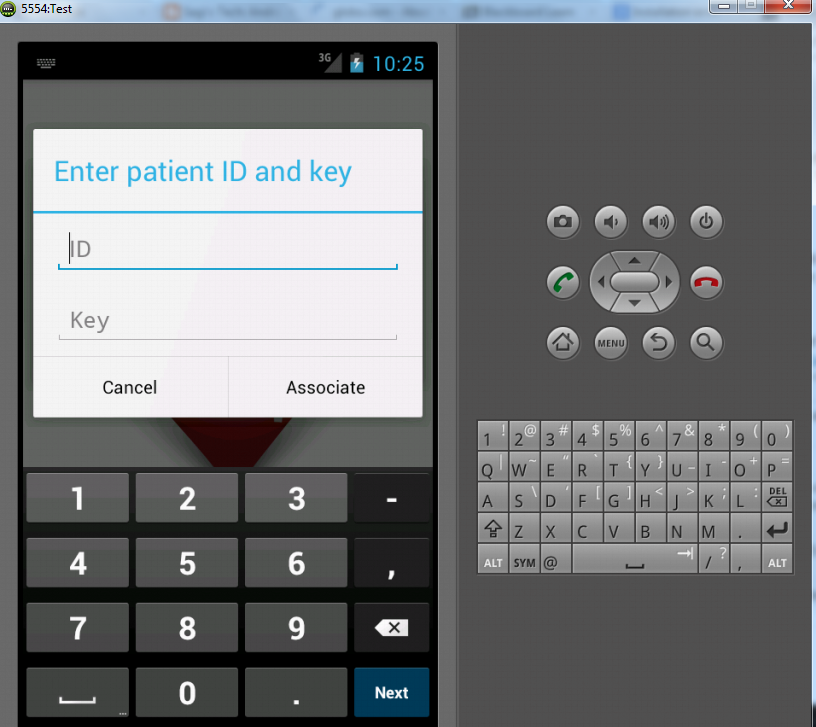 5554:Test
3G 10:25
Enter patient ID and key
ID
Key
Cancel Associate
1 2 3 -
4 5 6 ,
7 8 9
0 . Next
MENU
1 ! 2 @ 3 # 4 $ 5 % 6 ^ 7 & 8 * 9 ( 0 )
Q | W ~ E “ R ` T { Y } U _ I - O + P =
A S \ D ‘ F [ G ] H < J > K ; L : DEL
Z X C V B N M .
ALT SYM @ / ? , ALT